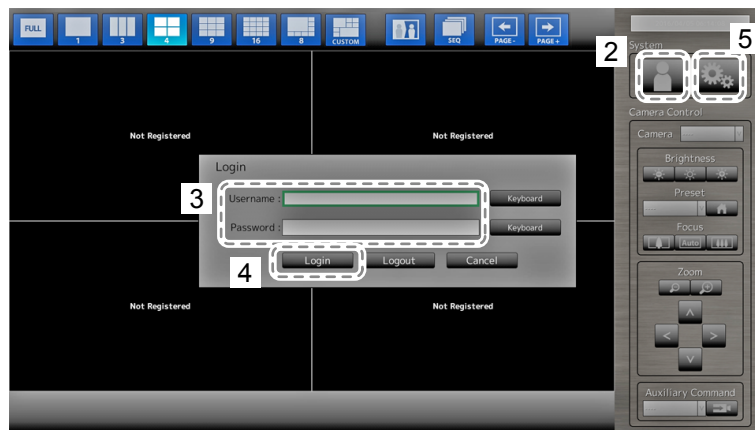 FULL 1 3 4 9 16 8 CUSTOM SEQ PAGE- PAGE+
2 5
System
Camera Control
Not Registered Not Registered
Camera
Login
Brightness
3 Username : Keyboard
Preset
Password : Keyboard
Focus
Auto
4 Login Logout Cancel
Zoom
Not Registered Not Registered
Auxiliary Command